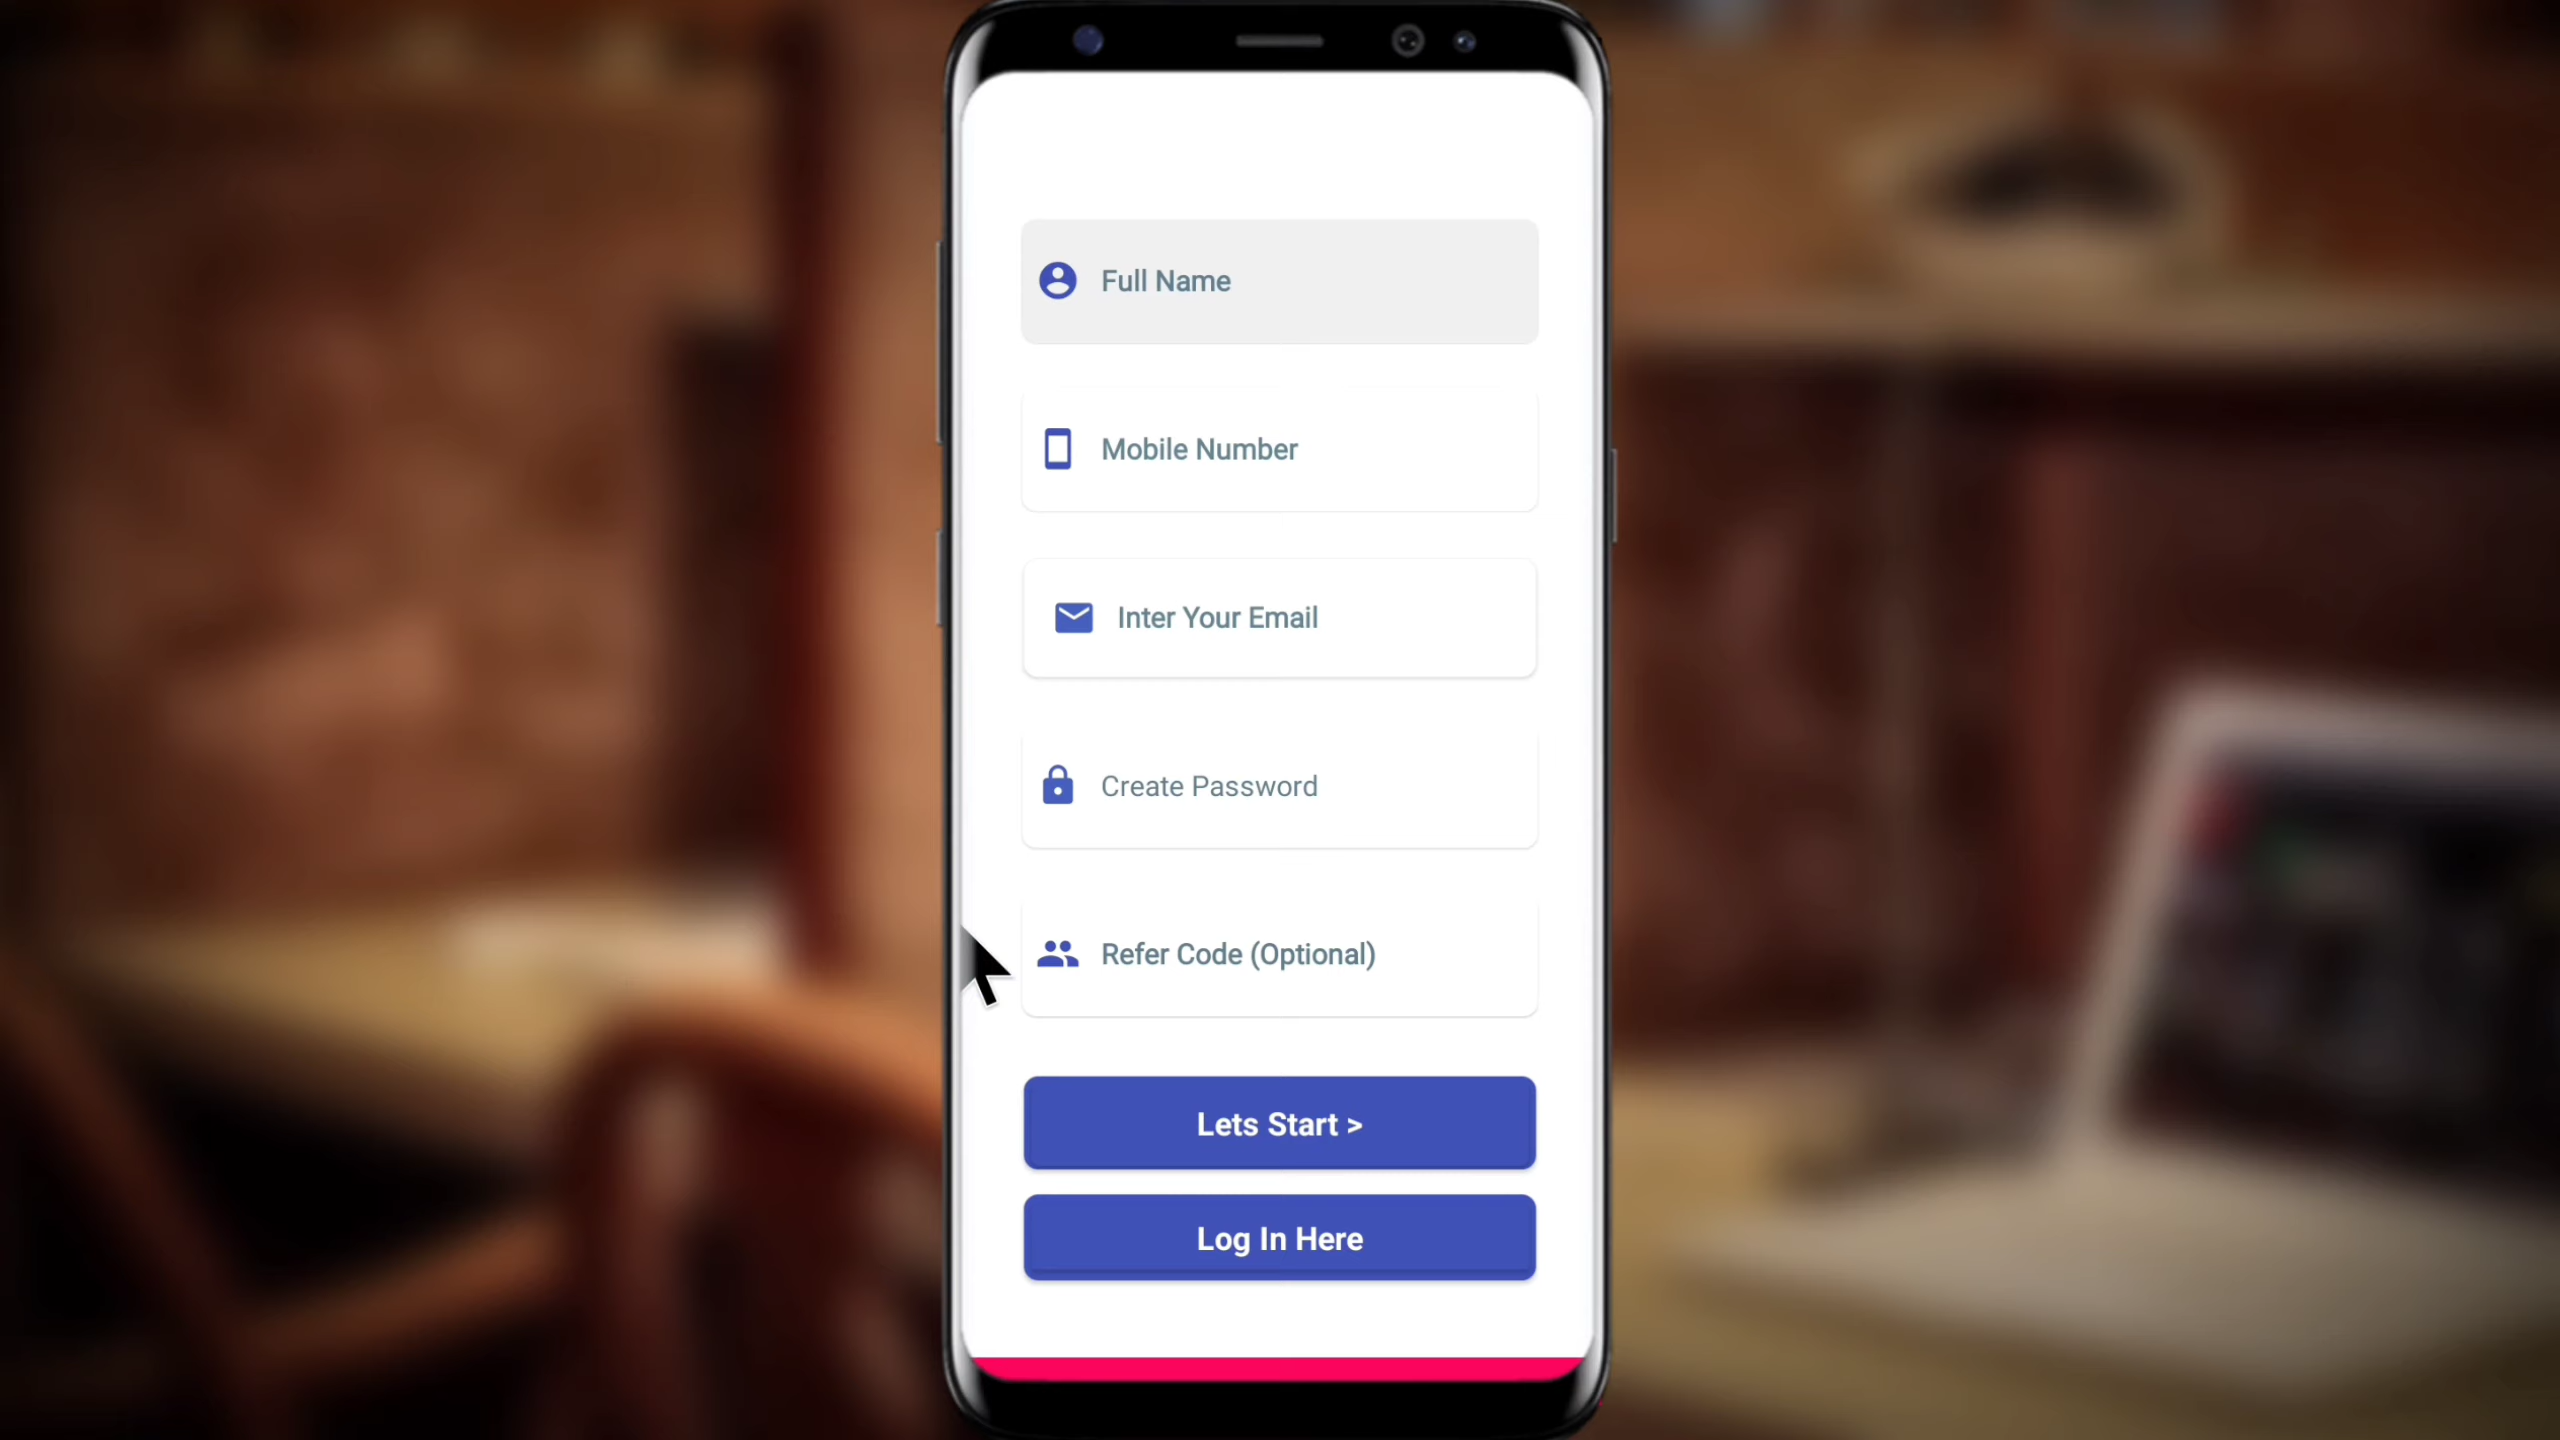 Full Name
Mobile Number
Inter Your Email
Create Password
Refer Code (Optional)
Lets Start >
Log In Here